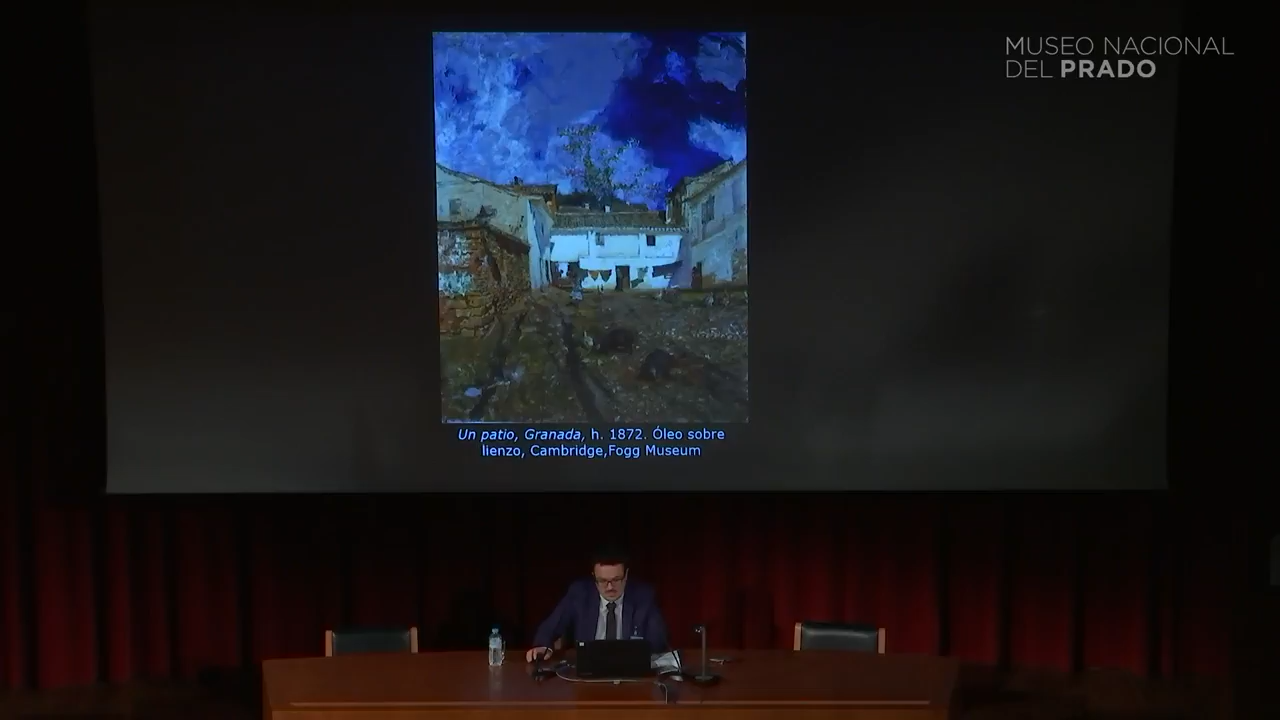 MUSEO NACIONAL
DEL PRADO
Un patio, Granada, h. 1872. Óleo sobre
lienzo, Cambridge,Fogg Museum